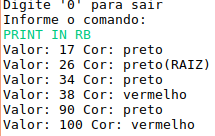 Digite '0' para sair
Informe o comando:
PRINT IN RB
Valor: 17 Cor: preto
Valor: 26 Cor: preto(RAIZ)
Valor: 34 Cor: preto
Valor: 38 Cor: vermelho
Valor: 90 Cor: preto
Valor: 100 Cor: vermelho